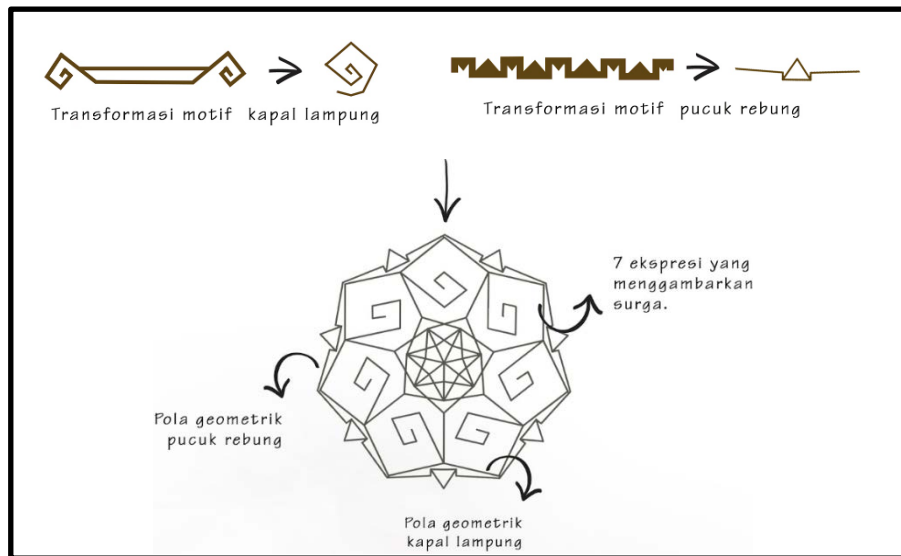 Transformasi motif kapal lampung
Transformasi motif pucuk rebung
7 ekspresi yang
menggambarkan
surga.
Pola geometrik
pucuk rebung
Pola geometrik
kapal lampung